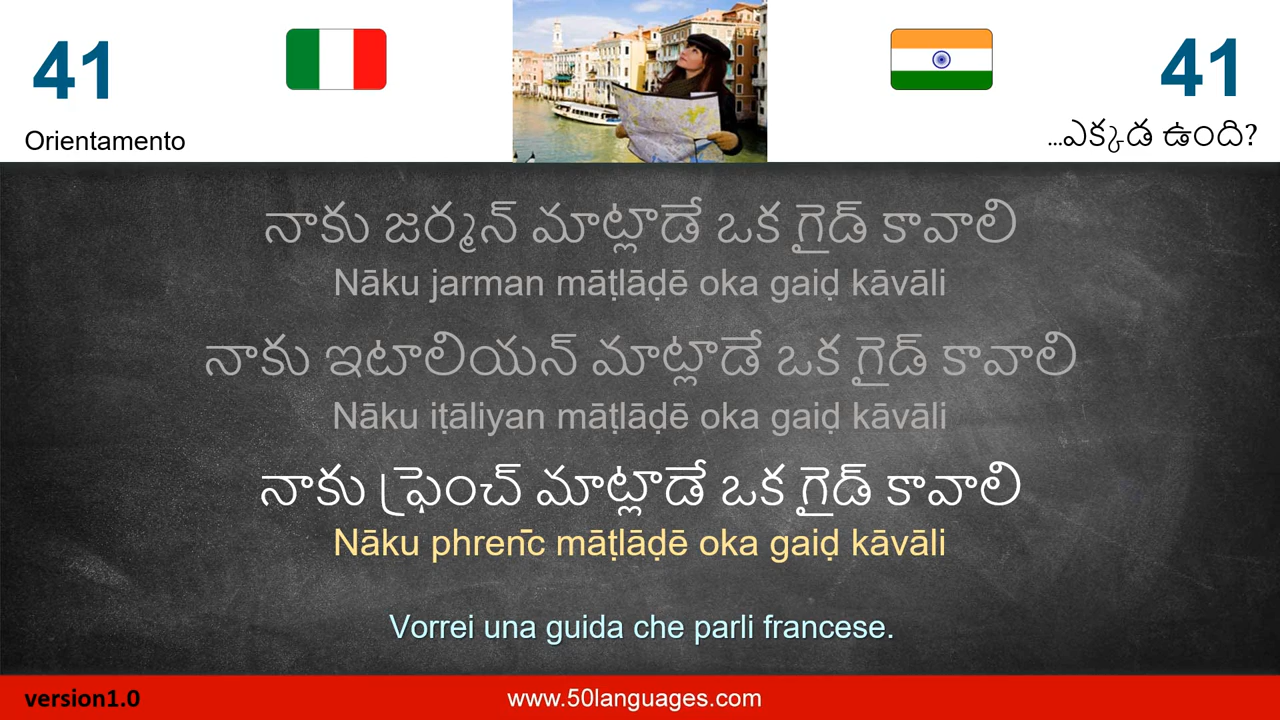 41
41
Orientamento
...ఎక్కడ ఉంది?
నాకు జర్మన్ మాట్లాడే ఒక గైడ్ కావాలి
Nāku jarman māṭlāḍē oka gaiḍ kāvāli
నాకు ఇటాలియన్ మాట్లాడే ఒక గైడ్ కావాలి
Nāku iṭāliyan māṭlāḍē oka gaiḍ kāvāli
నాకు ఫ్రెంచ్ మాట్లాడే ఒక గైడ్ కావాలి
Nāku phren̄c māṭlāḍē oka gaiḍ kāvāli
Vorrei una guida che parli francese.
version1.0
www.50languages.com